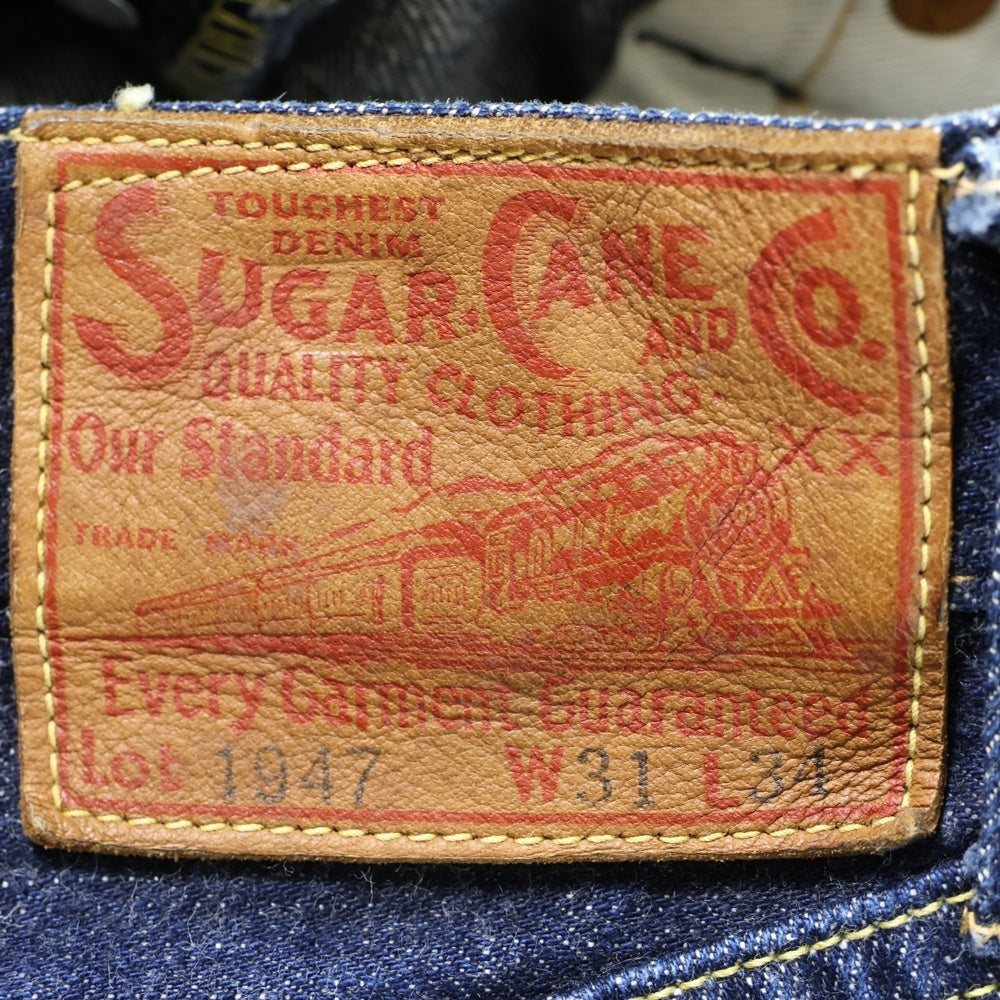 TOUGHEST
DENIM
SUGAR CANE CO.
AND
QUALITY CLOTHING
Our Standard
XX
TRADE MARK
Every Garment Guaranteed
Lot 1947 W31 L34